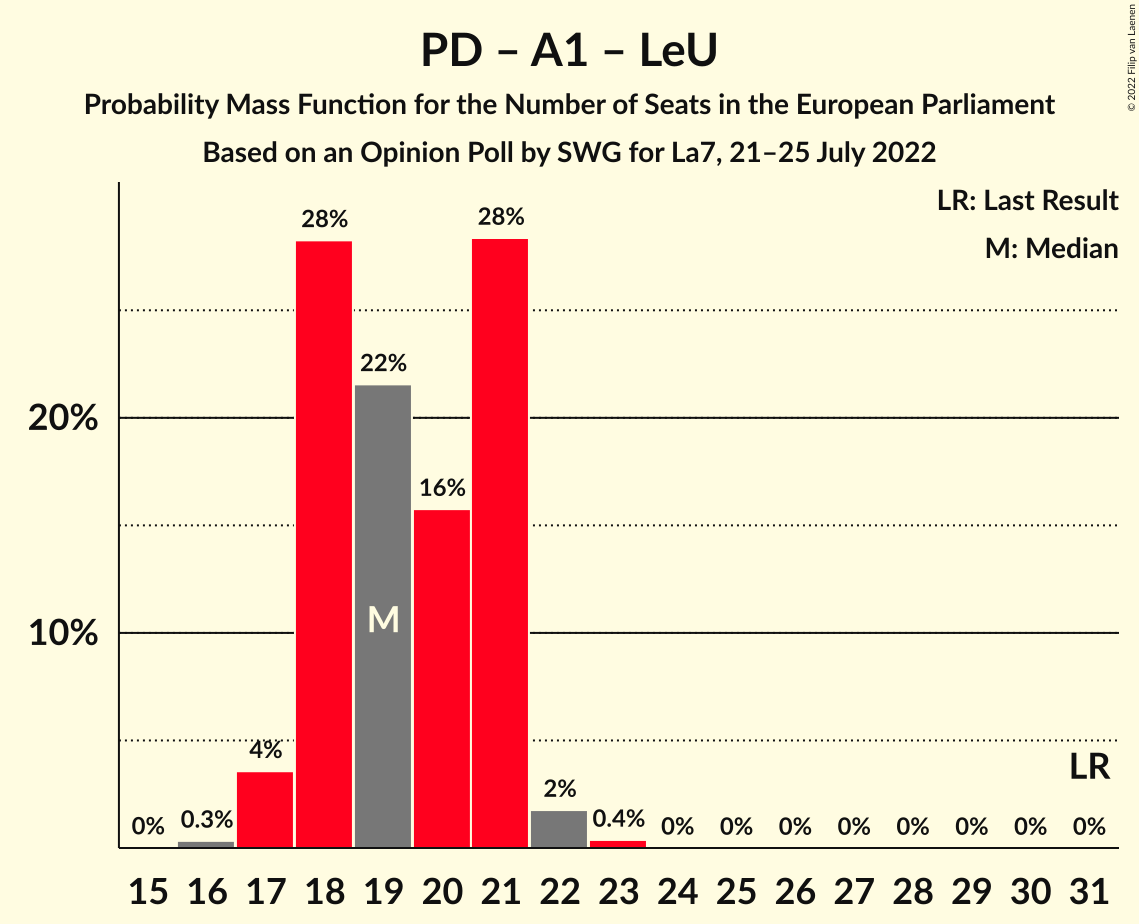 PD – A1 – LeU
Probability Mass Function for the Number of Seats in the European Parliament
Based on an Opinion Poll by SWG for La7, 21–25 July 2022
© 2022 Filip van Laenen
LR: Last Result
M: Median
28%
28%
22%
20%
16%
M
10%
4%
LR
2%
0% 0.3% 0.4% 0% 0% 0% 0% 0% 0% 0% 0%
15 16 17 18 19 20 21 22 23 24 25 26 27 28 29 30 31